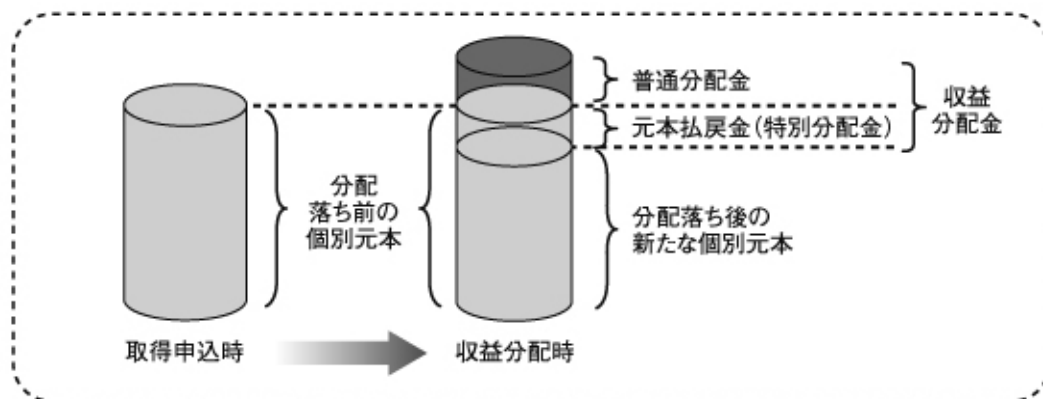 普通分配金
収益
分配金
元本払戻金(特別分配金)
分配
落ち前の
個別元本
分配落ち後の
新たな個別元本
取得申込時
収益分配時